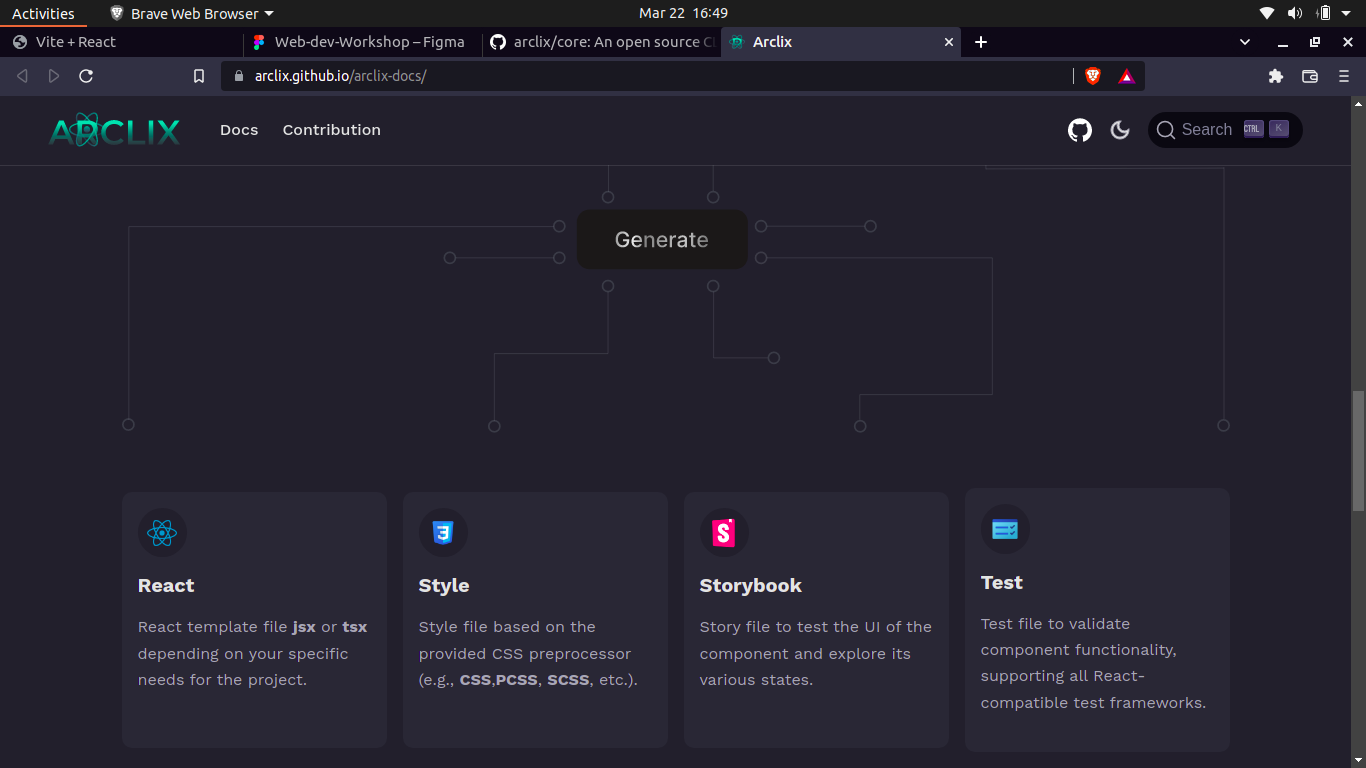 Activities Brave Web Browser Mar 22 16:49
Vite + React Web-dev-Workshop – Figma arclix/core: An open source Arclix
arclix.github.io/arclix-docs/
ARCLIX Docs Contribution Search CTRL K
Generate
React
React template file jsx or tsx
depending on your specific
needs for the project.
Style
Style file based on the
provided CSS preprocessor
(e.g., CSS,PCSS, SCSS, etc.).
Storybook
Story file to test the UI of the
component and explore its
various states.
Test
Test file to validate
component functionality,
supporting all React-
compatible test frameworks.